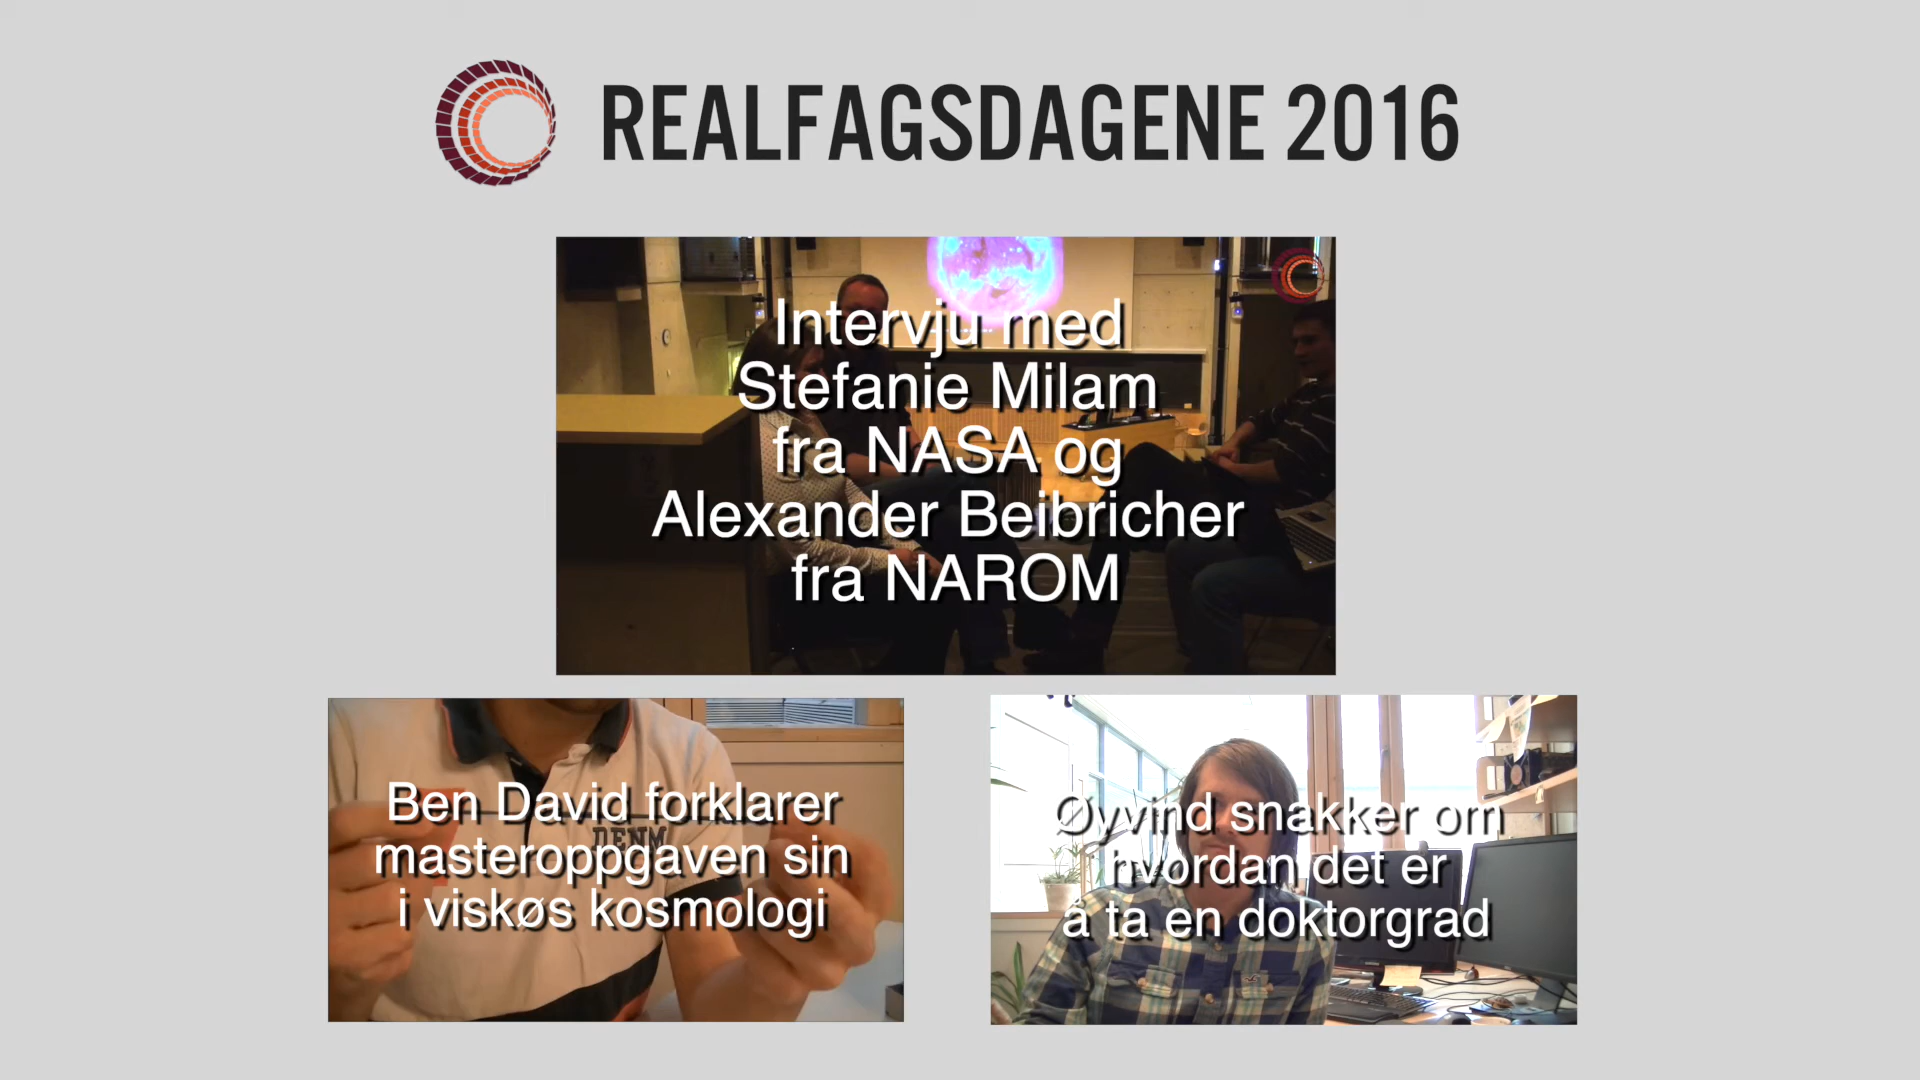 REALFAGSDAGENE 2016
Intervju med
Stefanie Milam
fra NASA og
Alexander Beibricher
fra NAROM
Ben David forklarer
masteroppgaven sin
i viskøs kosmologi
DENM
Øyvind snakker om
hvordan det er
å ta en doktorgrad